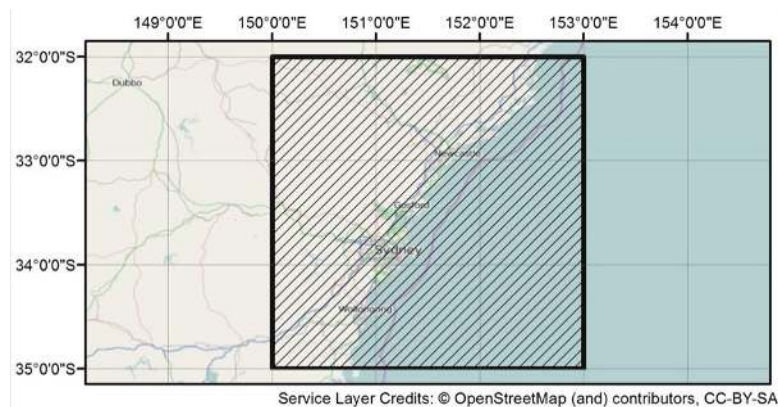 149°0'0"E 150°0'0"E 151°0'0"E 152°0'0"E 153°0'0"E 154°0'0"E
32°0'0"S
Dubbo
33°0'0"S
Newcastle
Gosford
34°0'0"S
Sydney
Wollongong
35°0'0"S
Service Layer Credits: © OpenStreetMap (and) contributors, CC-BY-SA